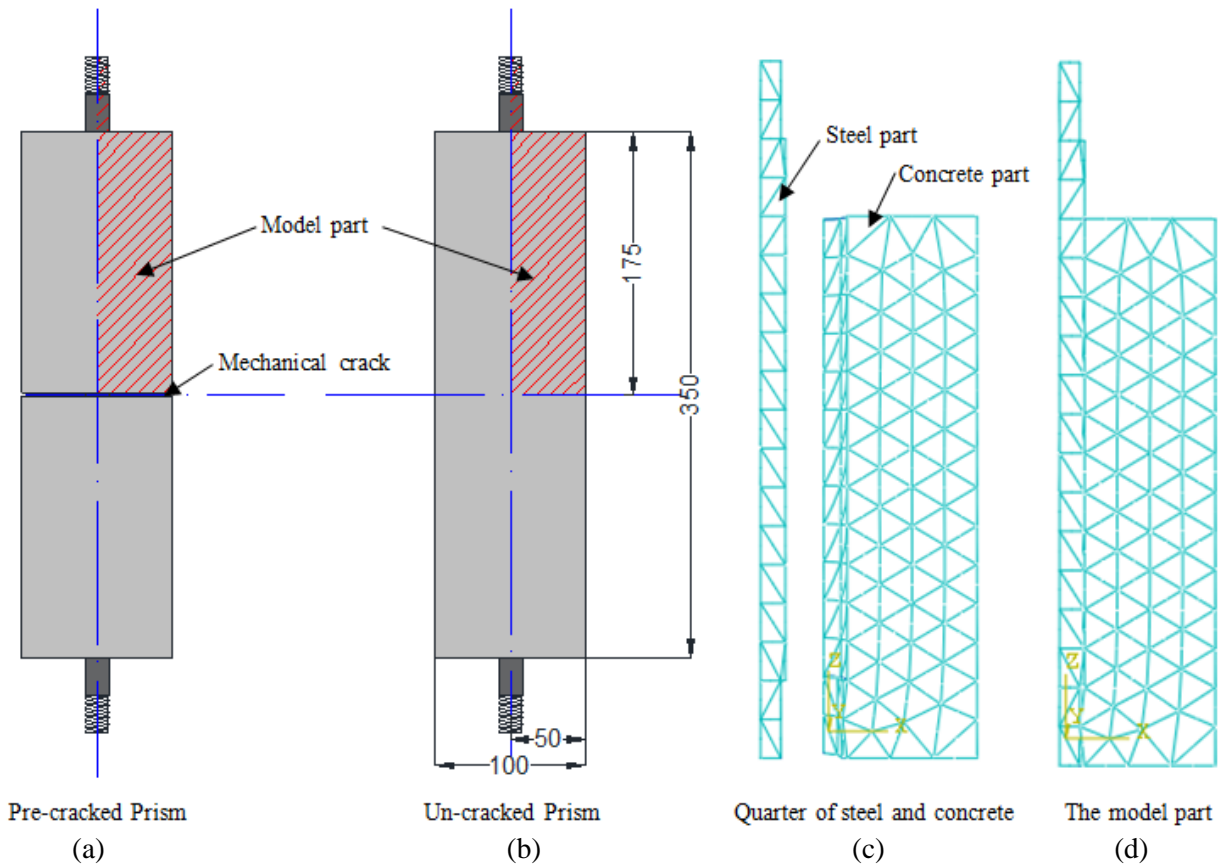 Steel part
Concrete part
Model part
Mechanical crack
175
350
50
100
Z
Y
X
Z
Y
X
Pre-cracked Prism
Un-cracked Prism
Quarter of steel and concrete
The model part
(a)
(b)
(c)
(d)